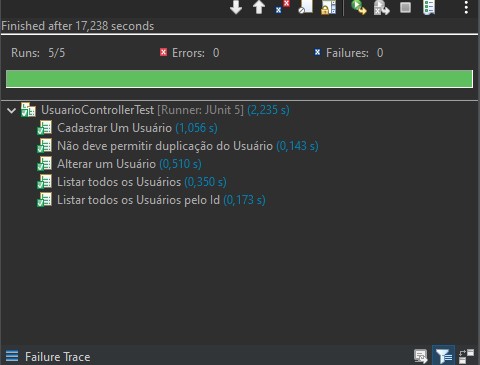 Finished after 17,238 seconds
Runs: 5/5 Errors: 0 Failures: 0
UsuarioControllerTest [Runner: JUnit 5] (2,235 s)
Cadastrar Um Usuário (1,056 s)
Não deve permitir duplicação do Usuário (0,143 s)
Alterar um Usuário (0,510 s)
Listar todos os Usuários (0,350 s)
Listar todos os Usuários pelo Id (0,173 s)
Failure Trace